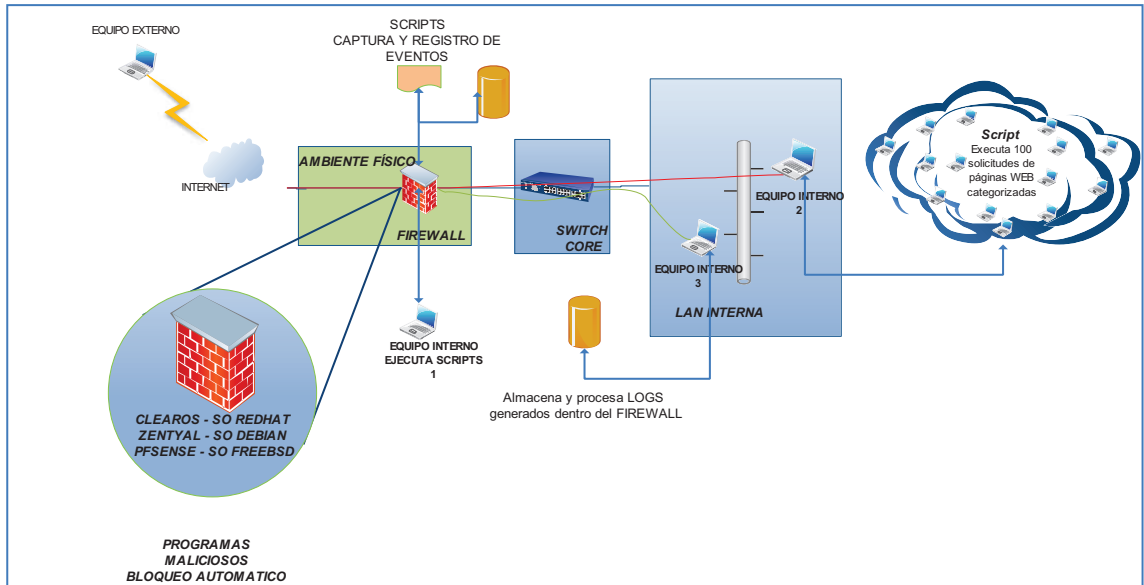 EQUIPO EXTERNO
SCRIPTS
CAPTURA Y REGISTRO DE
EVENTOS
INTERNET
AMBIENTE FÍSICO
FIREWALL
SWITCH
CORE
EQUIPO INTERNO
2
EQUIPO INTERNO
3
LAN INTERNA
Script
Executa 100
solicitudes de
páginas WEB
categorizadas
EQUIPO INTERNO
EJECUTA SCRIPTS
1
Almacena y procesa LOGS
generados dentro del FIREWALL
CLEAROS - SO REDHAT
ZENTYAL - SO DEBIAN
PFSENSE - SO FREEBSD
PROGRAMAS
MALICIOSOS
BLOQUEO AUTOMATICO